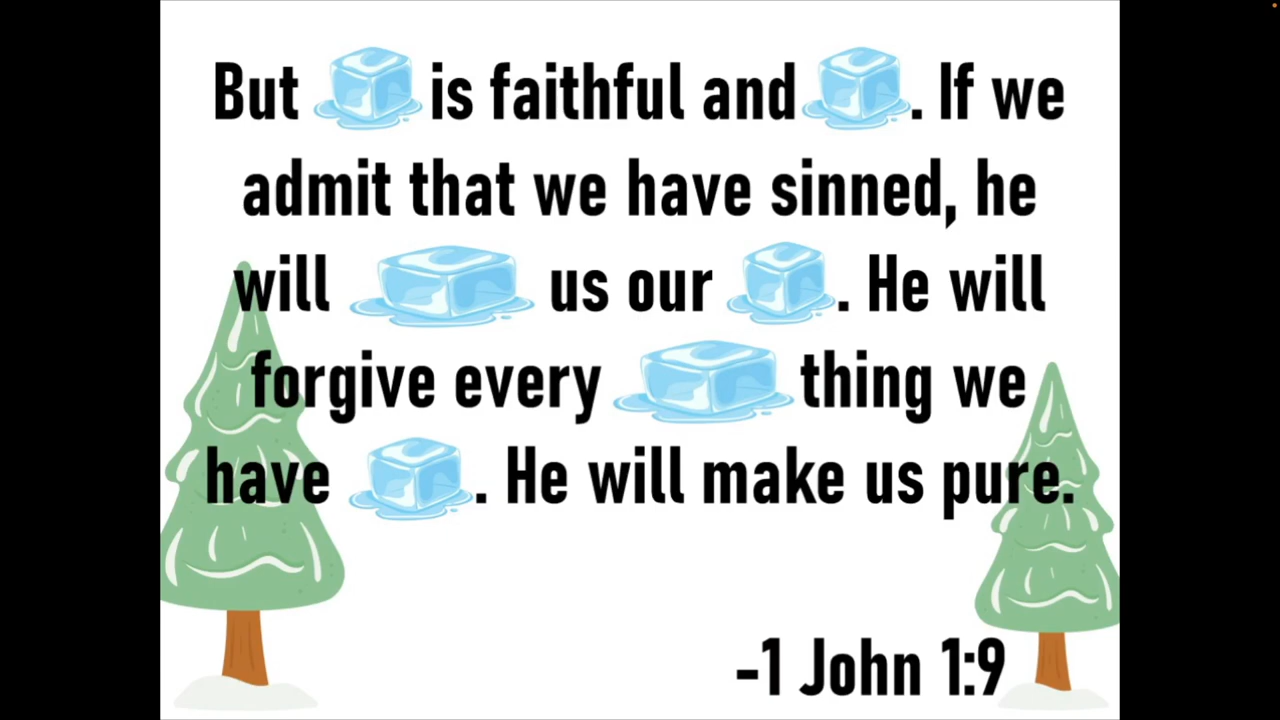 But is faithful and . If we
admit that we have sinned, he
will us our . He will
forgive every thing we
have . He will make us pure.
-1 John 1:9